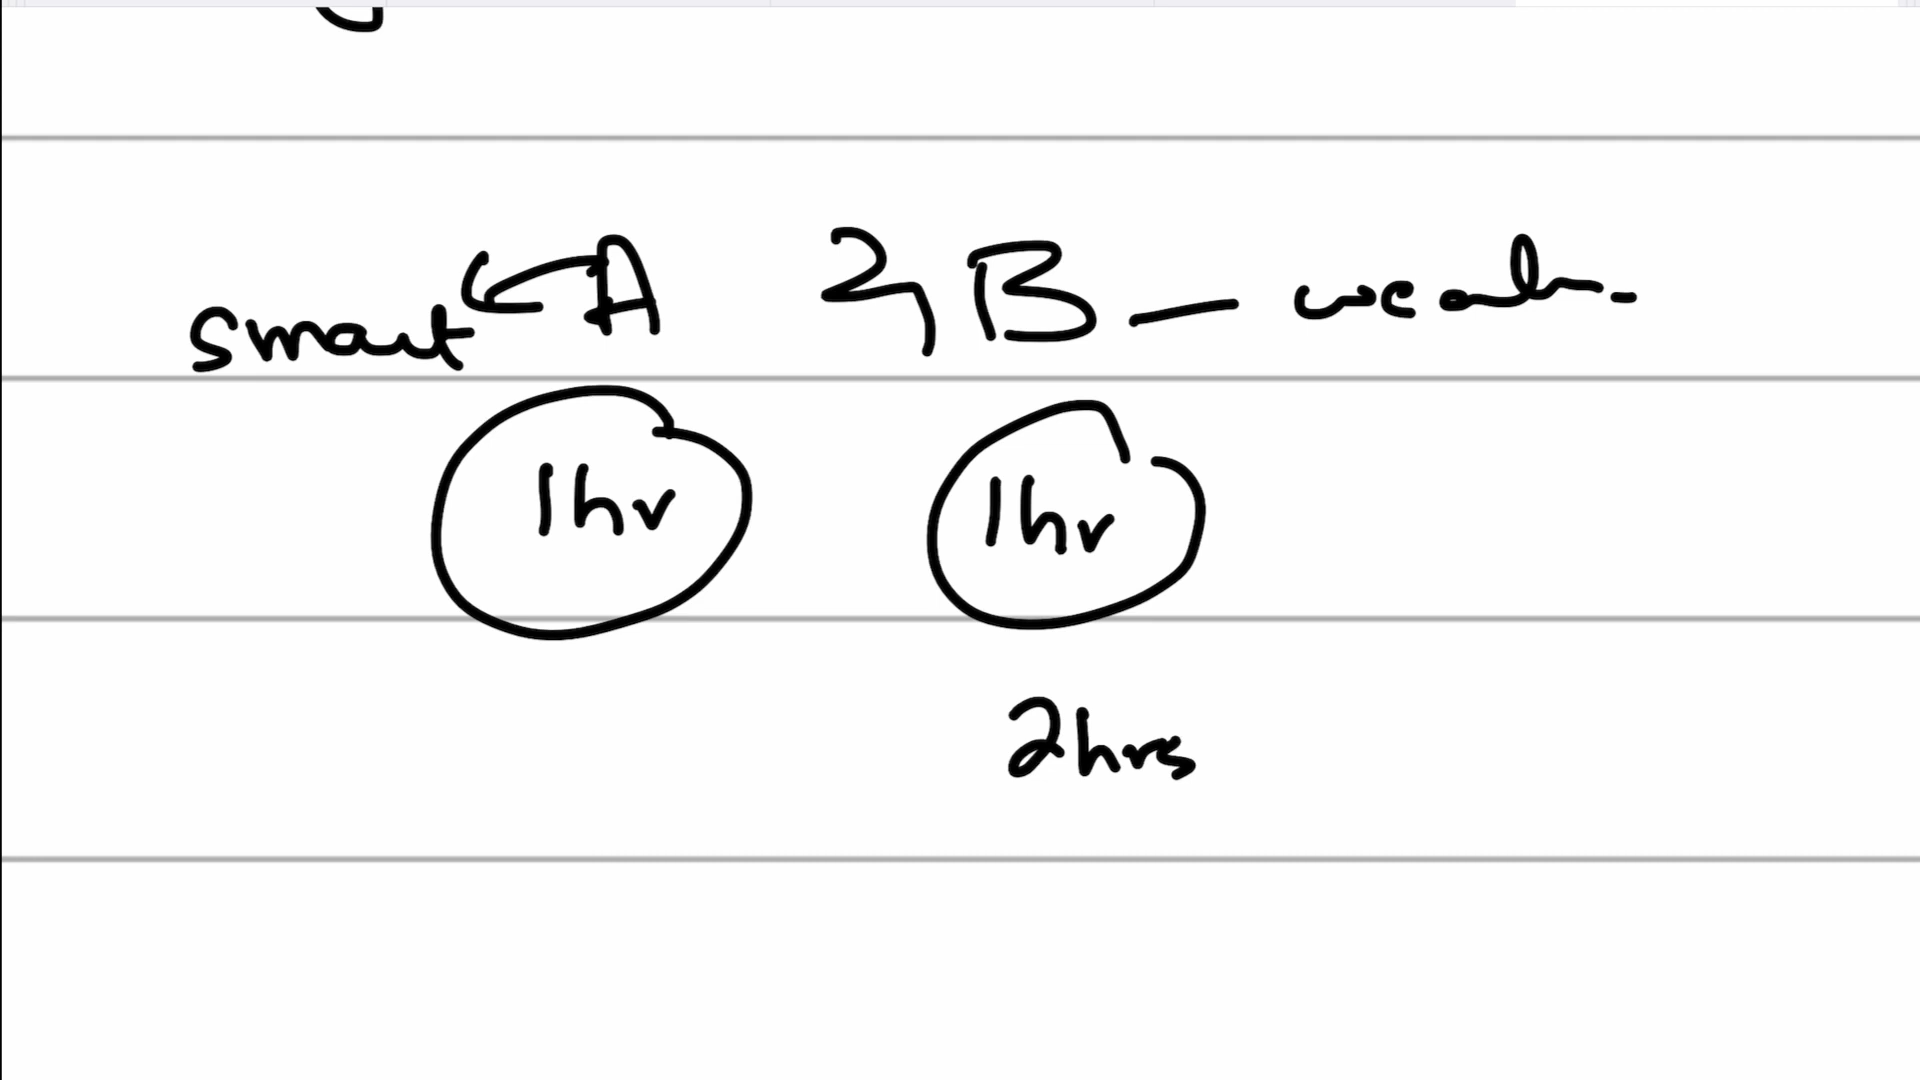 smart ← A & B — weak.
1hr 1hr
2hrs